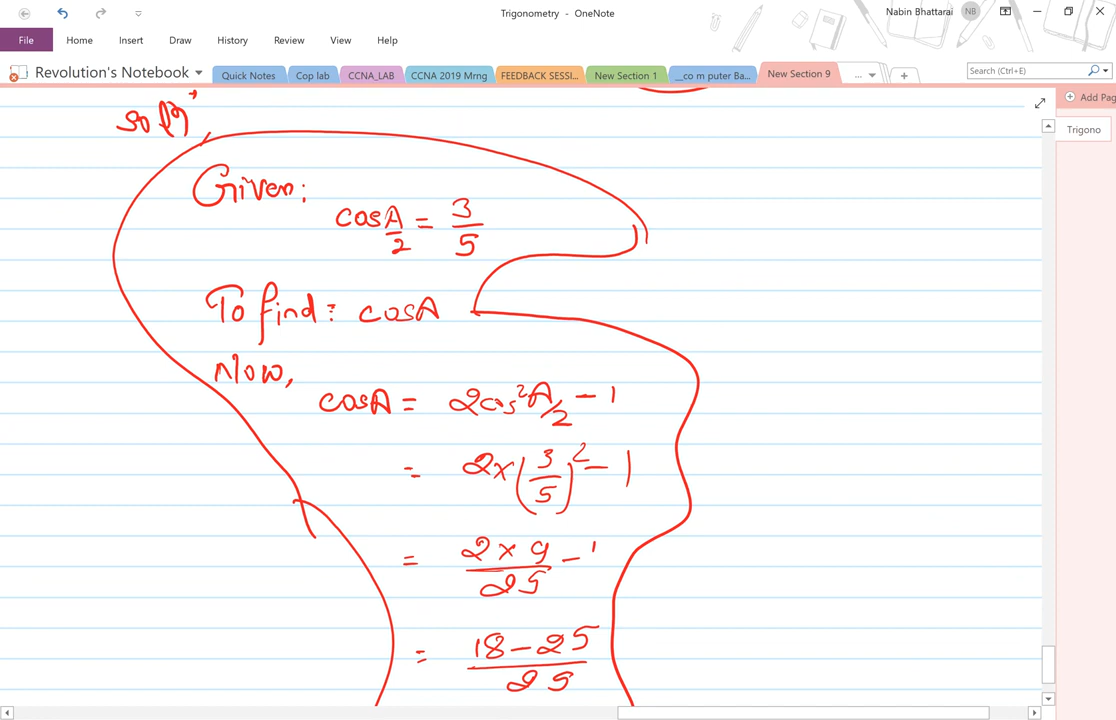 Trigonometry - OneNote
Nabin Bhattarai NB
File Home Insert Draw History Review View Help
Revolution's Notebook Quick Notes Cop lab CCNA_LAB CCNA 2019 Mrng FEEDBACK SESSI... New Section 1 __co m puter Ba... New Section 9 ... +
Search (Ctrl+E)
Add Pag
Trigono
Soln,
Given:
cosA/2 = 3/5
To find: cosA
Now,
cosA = 2cos²A/2 - 1
= 2×(3/5)² - 1
= 2×9/25 - 1
= 18-25/25